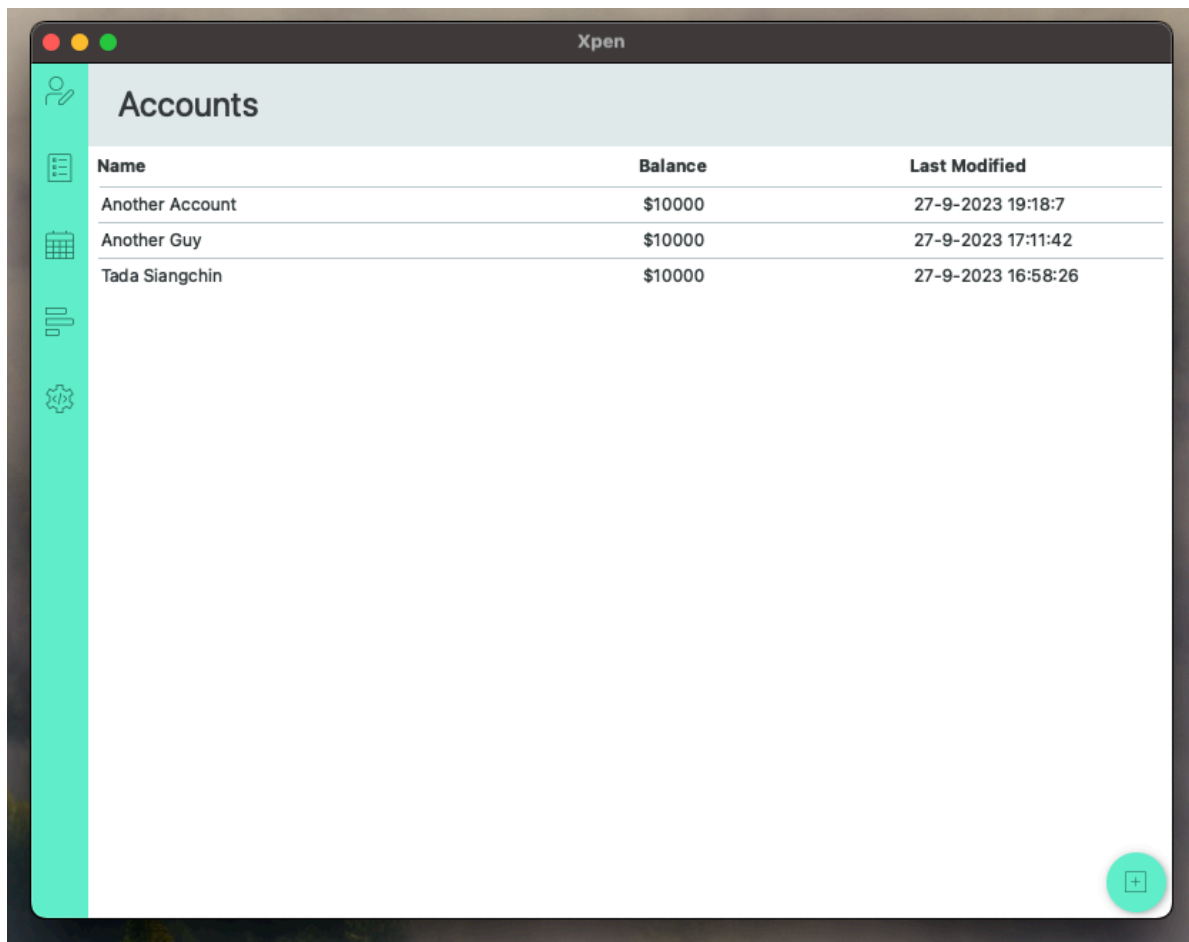 Xpen
Accounts
Name Balance Last Modified
Another Account $10000 27-9-2023 19:18:7
Another Guy $10000 27-9-2023 17:11:42
Tada Siangchin $10000 27-9-2023 16:58:26